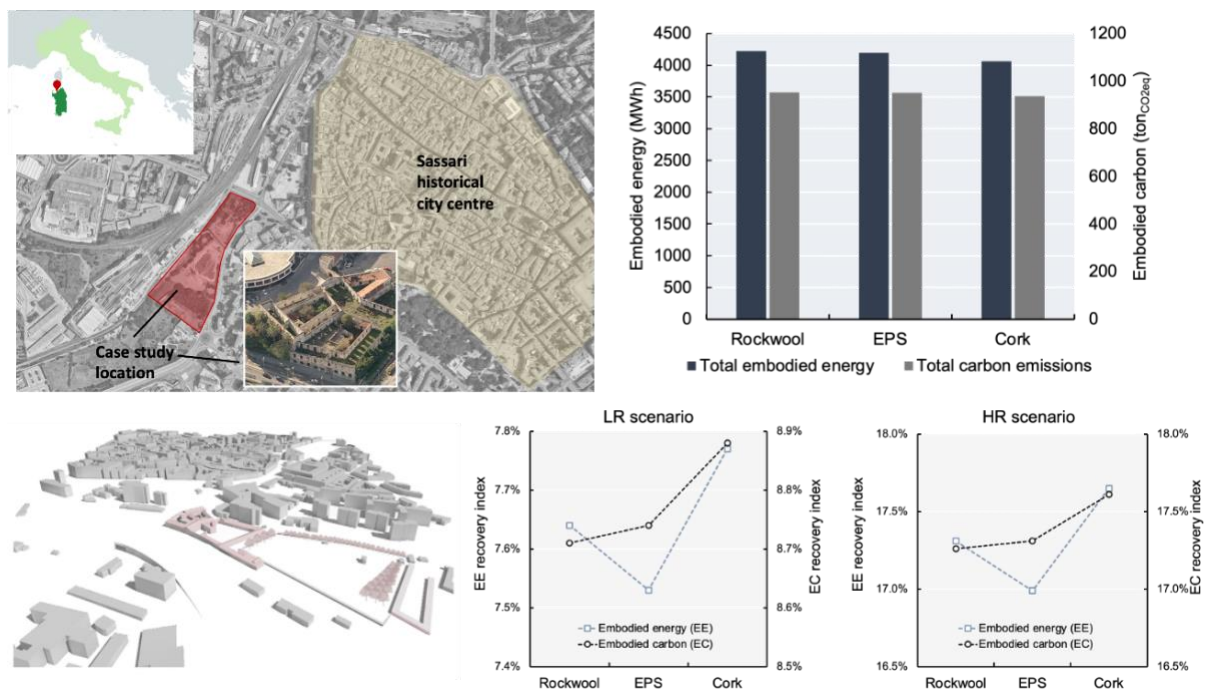 Sassari
historical
city centre
Case study
location
4500
4000
3500
3000
2500
2000
1500
1000
500
0
Embodied energy (MWh)
1200
1000
800
600
400
200
0
Embodied carbon (ton_CO2eq)
Rockwool EPS Cork
Total embodied energy Total carbon emissions
LR scenario
7.8%
7.7%
7.6%
7.5%
7.4%
EE recovery index
8.9%
8.8%
8.7%
8.6%
8.5%
EC recovery index
Embodied energy (EE)
Embodied carbon (EC)
Rockwool EPS Cork
HR scenario
18.0%
17.5%
17.0%
16.5%
EE recovery index
18.0%
17.5%
17.0%
16.5%
EC recovery index
Embodied energy (EE)
Embodied carbon (EC)
Rockwool EPS Cork